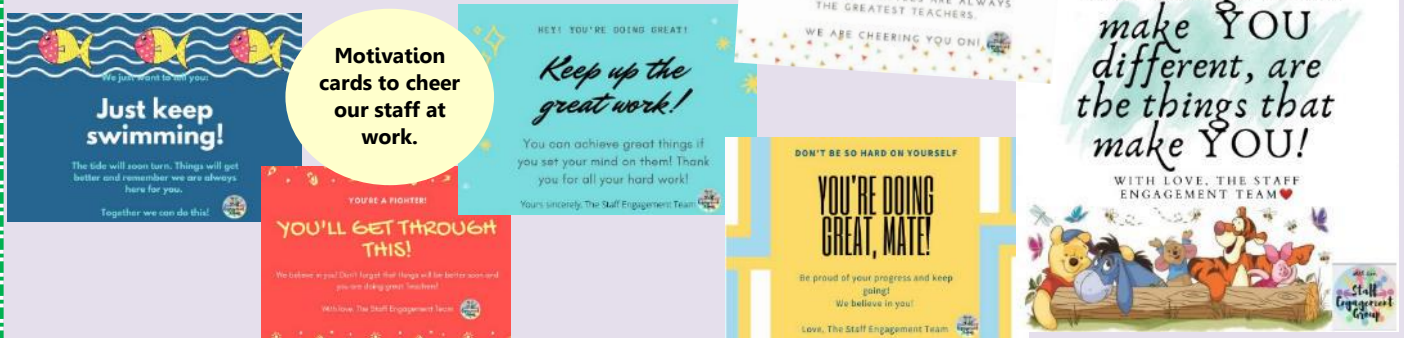 We just want to tell you:
Just keep
swimming!
The tide will soon turn. Things will get
better and remember we are always
here for you.
Together we can do this!
Motivation
cards to cheer
our staff at
work.
YOU'RE A FIGHTER!
YOU'LL GET THROUGH
THIS!
We believe in you! Don't forget that things will be better soon and
you are doing great Teachers!
With love, The Staff Engagement Team
HEY! YOU'RE DOING GREAT!
Keep up the
great work!
You can achieve great things if
you set your mind on them! Thank
you for all your hard work!
Yours sincerely, The Staff Engagement Team
ARE ALWAYS
THE GREATEST TEACHERS.
WE ARE CHEERING YOU ON!
DON'T BE SO HARD ON YOURSELF
YOU'RE DOING
GREAT, MATE!
Be proud of your progress and keep
going!
We believe in you!
Love, The Staff Engagement Team
make YOU
different, are
the things that
make YOU!
WITH LOVE, THE STAFF
ENGAGEMENT TEAM
Staff
Engagement
Group